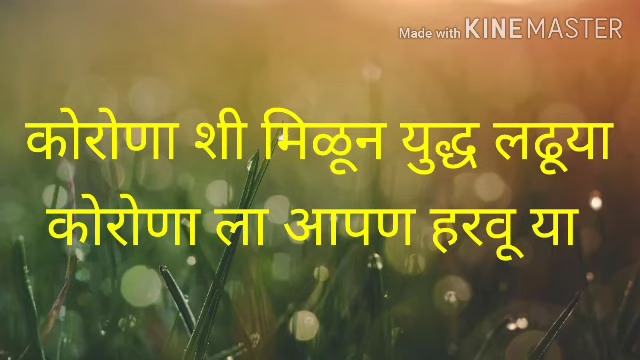 Made with KINEMASTER
कोरोणा शी मिळून युद्ध लढूया
कोरोणा ला आपण हरवू या